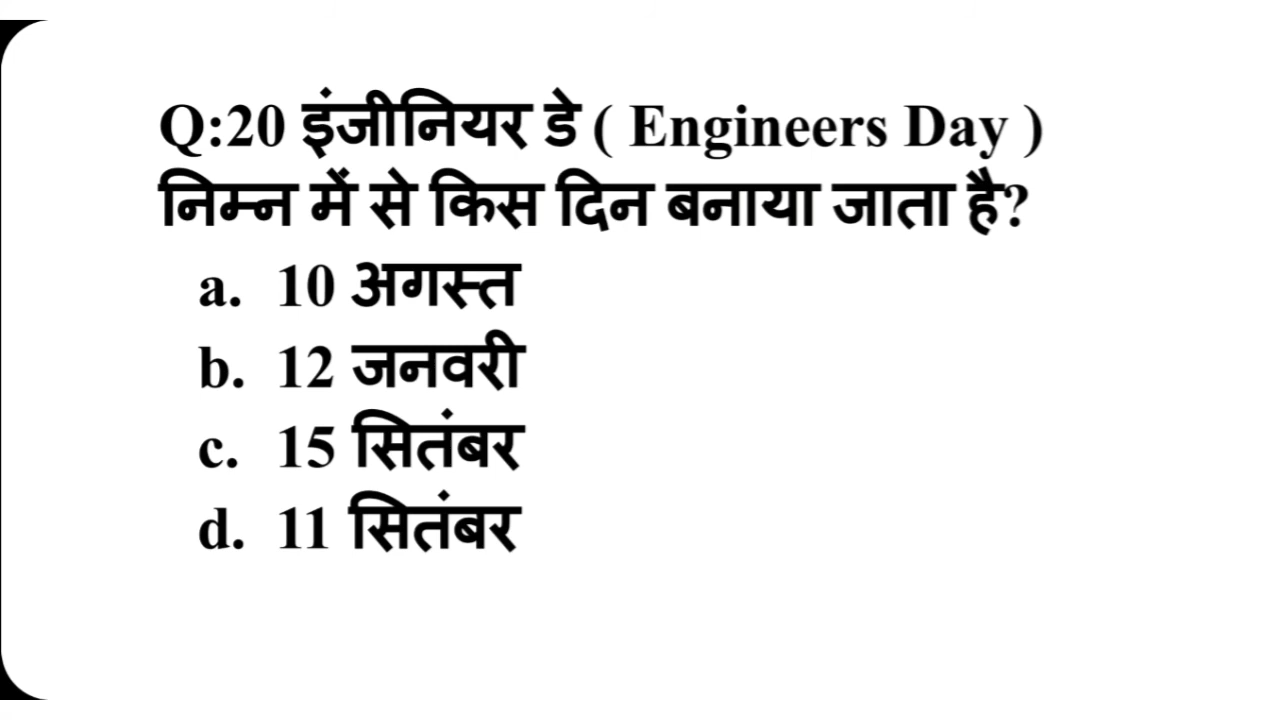 Q:20 इंजीनियर डे ( Engineers Day )
निम्न में से किस दिन बनाया जाता है?
a. 10 अगस्त
b. 12 जनवरी
c. 15 सितंबर
d. 11 सितंबर